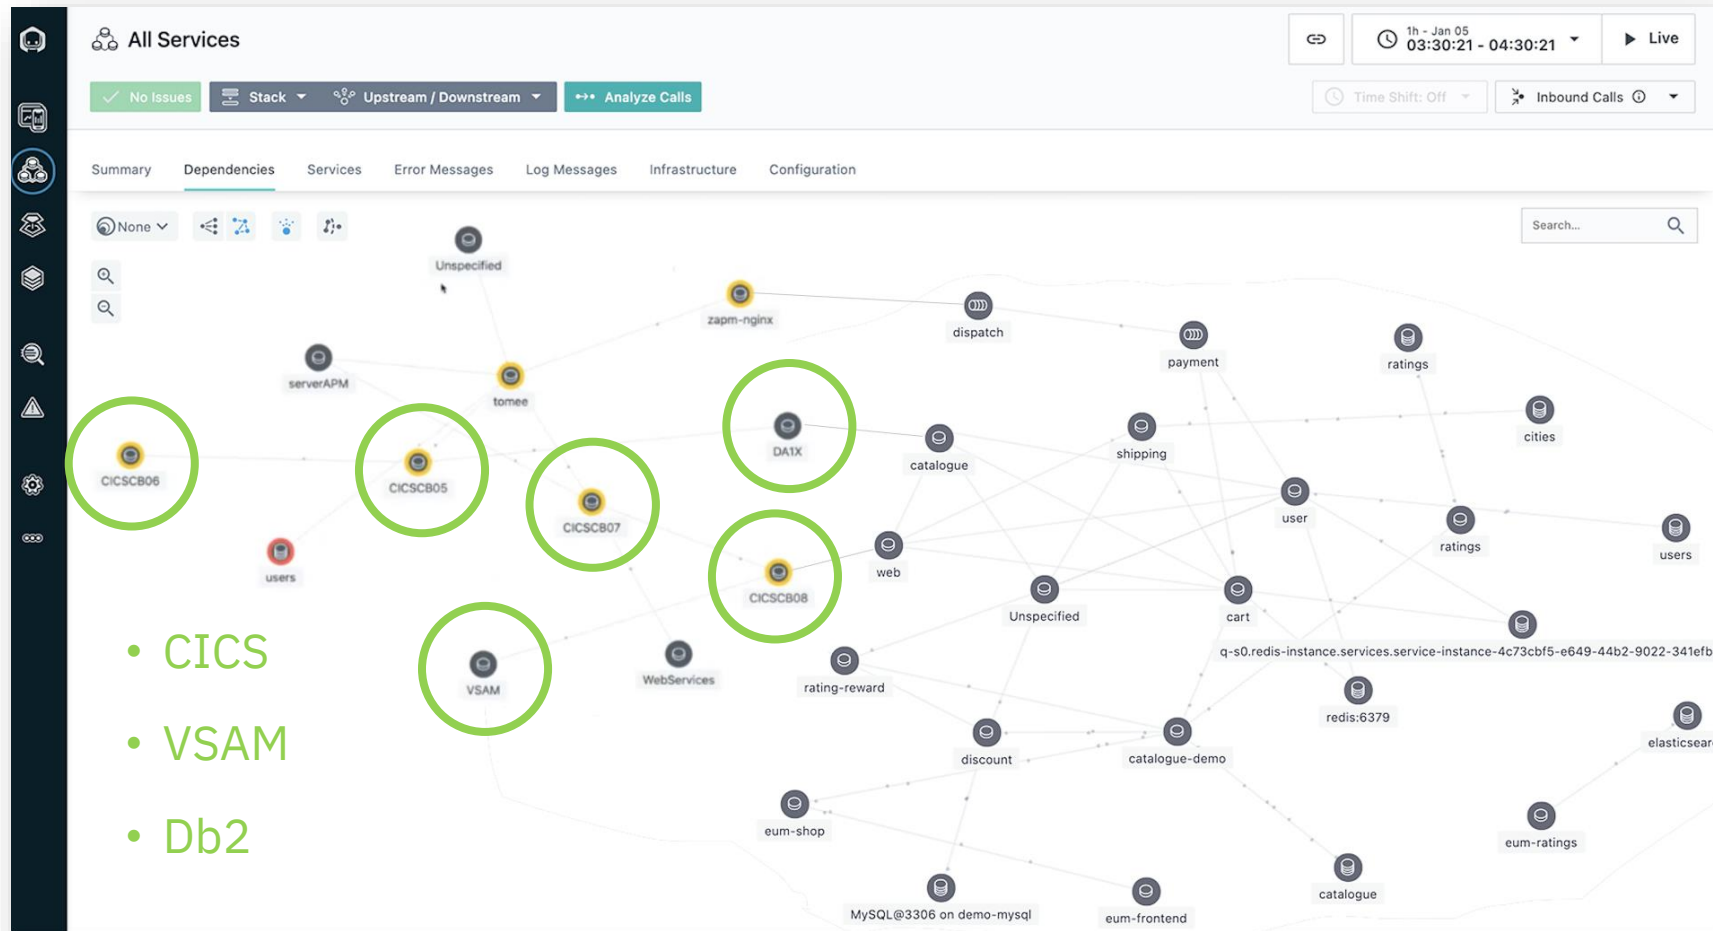 All Services
1h - Jan 05
03:30:21 - 04:30:21
Live
No Issues
Stack
Upstream / Downstream
Analyze Calls
Time Shift: Off
Inbound Calls
Summary
Dependencies
Services
Error Messages
Log Messages
Infrastructure
Configuration
None
Search...
Unspecified
zapm-nginx
dispatch
payment
ratings
serverAPM
tomee
cities
DA1X
catalogue
shipping
CICSCB06
CICSCB05
CICSCB07
user
ratings
users
users
web
CICSCB08
Unspecified
cart
q-s0.redis-instance.services.service-instance-4c73cbf5-e649-44b2-9022-341efb
• CICS
VSAM
WebServices
rating-reward
redis:6379
elasticsear
• VSAM
discount
catalogue-demo
• Db2
eum-shop
eum-ratings
catalogue
MySQL@3306 on demo-mysql
eum-frontend